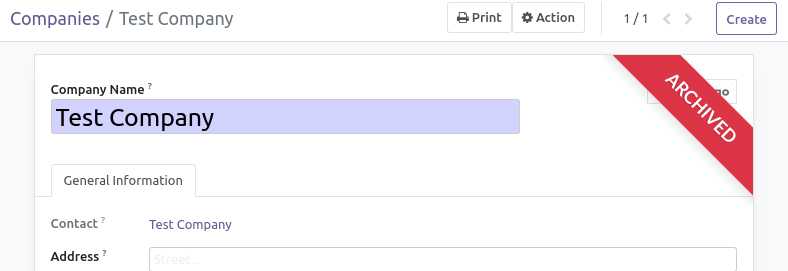 Companies / Test Company
Print
Action
1 / 1
Create
Company Name ?
Test Company
ARCHIVED
General Information
Contact ?
Test Company
Address ?
Street...